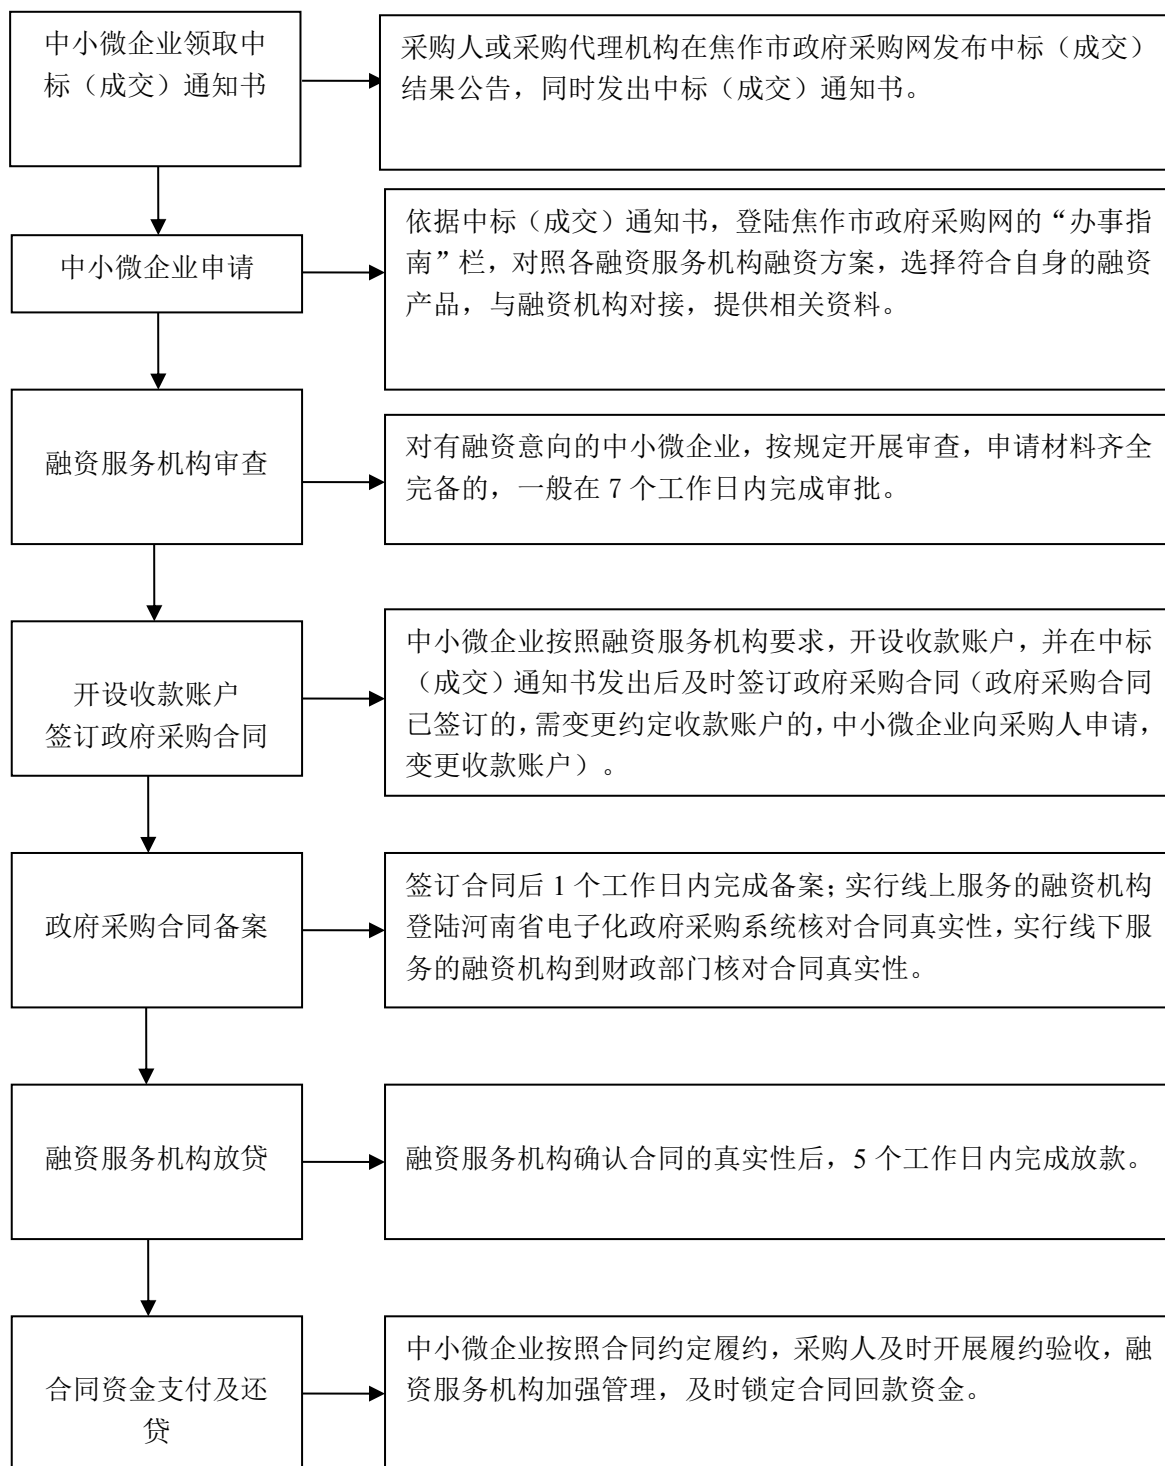 中小微企业领取中
标（成交）通知书
采购人或采购代理机构在焦作市政府采购网发布中标（成交）
结果公告，同时发出中标（成交）通知书。
中小微企业申请
依据中标（成交）通知书，登陆焦作市政府采购网的“办事指
南”栏，对照各融资服务机构融资方案，选择符合自身的融资
产品，与融资机构对接，提供相关资料。
融资服务机构审查
对有融资意向的中小微企业，按规定开展审查，申请材料齐全
完备的，一般在 7 个工作日内完成审批。
开设收款账户
签订政府采购合同
中小微企业按照融资服务机构要求，开设收款账户，并在中标
（成交）通知书发出后及时签订政府采购合同（政府采购合同
已签订的，需变更约定收款账户的，中小微企业向采购人申请，
变更收款账户）。
政府采购合同备案
签订合同后 1 个工作日内完成备案；实行线上服务的融资机构
登陆河南省电子化政府采购系统核对合同真实性，实行线下服
务的融资机构到财政部门核对合同真实性。
融资服务机构放贷
融资服务机构确认合同的真实性后，5 个工作日内完成放款。
合同资金支付及还
贷
中小微企业按照合同约定履约，采购人及时开展履约验收，融
资服务机构加强管理，及时锁定合同回款资金。